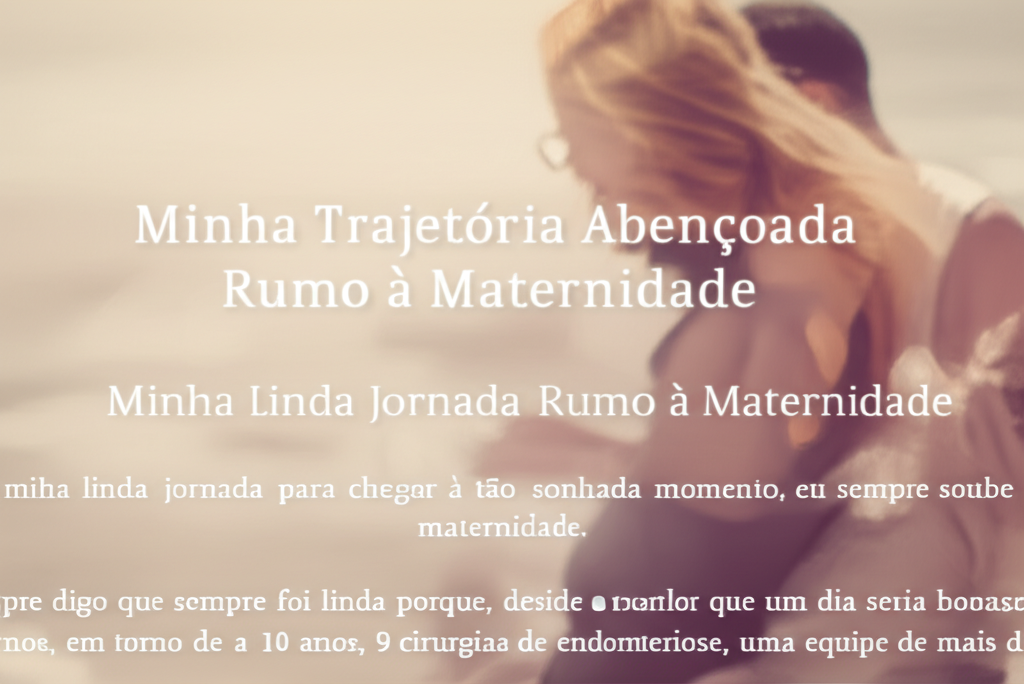 Minha Trajetória Abençoada
Rumo à Maternidade
Minha Linda Jornada Rumo à Maternidade
miha linda jornada para chegar à tão sonhada momenio, eu sempre soube
maternidade.
pre digo que sempre foi linda porque, deside que um dia seria
nos, em torno de a 10 anos, 9 cirurgiaa de endomteriose, uma equipe de mais d